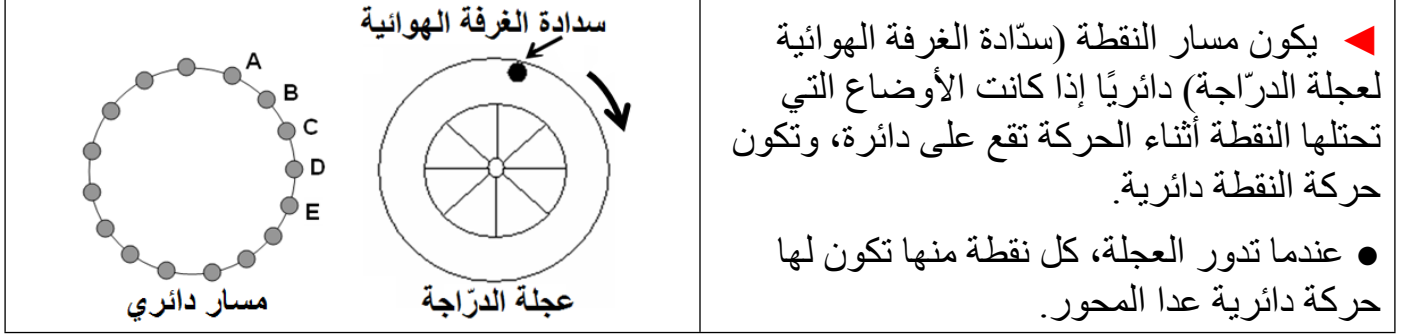 ◄ يكون مسار النقطة (سدّادة الغرفة الهوائية
لعجلة الدرّاجة) دائريًا إذا كانت الأوضاع التي
تحتلها النقطة أثناء الحركة تقع على دائرة، وتكون
حركة النقطة دائرية.
● عندما تدور العجلة، كل نقطة منها تكون لها
حركة دائرية عدا المحور.
سدادة الغرفة الهوائية
عجلة الدرّاجة
A
B
C
D
E
مسار دائري